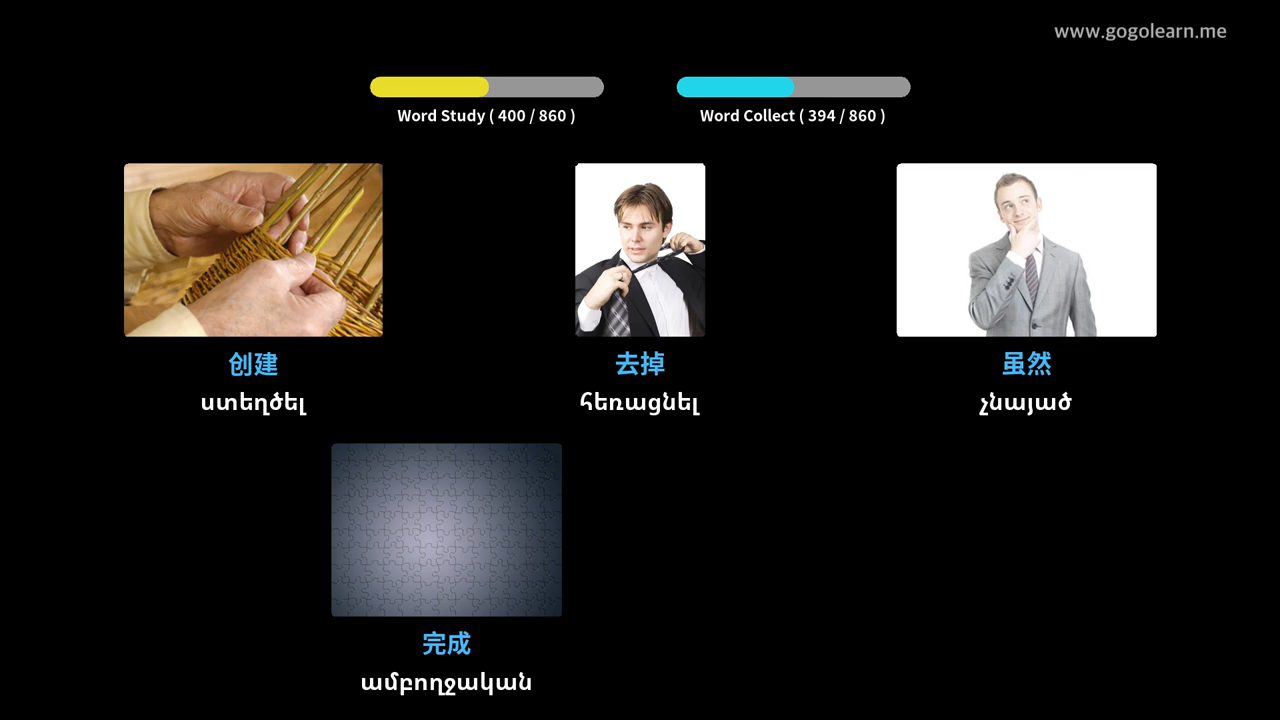 www.gogolearn.me
Word Study ( 400 / 860 )
Word Collect ( 394 / 860 )
创建
ստեղծել
去掉
հեռացնել
虽然
չնայած
完成
ամբողջական